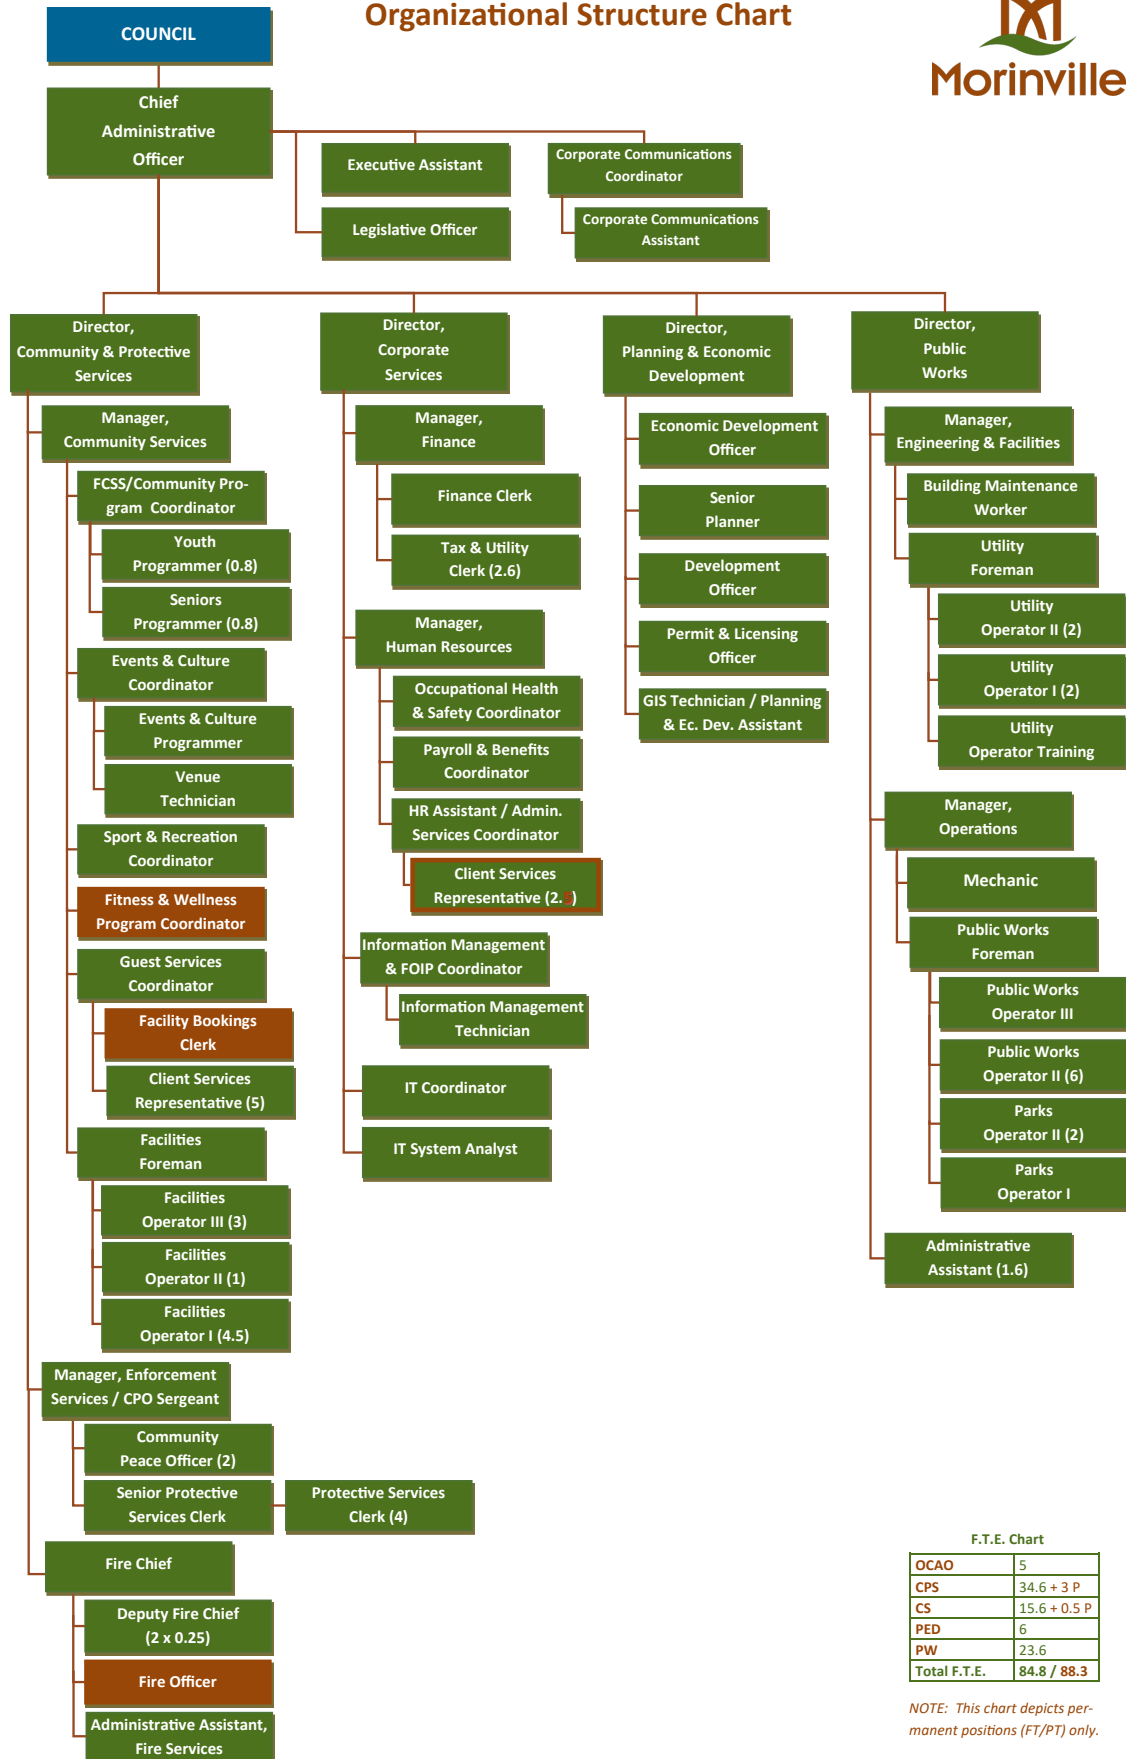 Organizational Structure Chart
Morinville
COUNCIL
Chief
Administrative
Officer
Executive Assistant
Legislative Officer
Corporate Communications
Coordinator
Corporate Communications
Assistant
Director,
Community & Protective
Services
Manager,
Community Services
FCSS/Community Pro-
gram Coordinator
Youth
Programmer (0.8)
Seniors
Programmer (0.8)
Events & Culture
Coordinator
Events & Culture
Programmer
Venue
Technician
Sport & Recreation
Coordinator
Fitness & Wellness
Program Coordinator
Guest Services
Coordinator
Facility Bookings
Clerk
Client Services
Representative (5)
Facilities
Foreman
Facilities
Operator III (3)
Facilities
Operator II (1)
Facilities
Operator I (4.5)
Manager, Enforcement
Services / CPO Sergeant
Community
Peace Officer (2)
Senior Protective
Services Clerk
Protective Services
Clerk (4)
Fire Chief
Deputy Fire Chief
(2 x 0.25)
Fire Officer
Administrative Assistant,
Fire Services
Director,
Corporate
Services
Manager,
Finance
Finance Clerk
Tax & Utility
Clerk (2.6)
Manager,
Human Resources
Occupational Health
& Safety Coordinator
Payroll & Benefits
Coordinator
HR Assistant / Admin.
Services Coordinator
Client Services
Representative (2.5)
Information Management
& FOIP Coordinator
Information Management
Technician
IT Coordinator
IT System Analyst
Director,
Planning & Economic
Development
Economic Development
Officer
Senior
Planner
Development
Officer
Permit & Licensing
Officer
GIS Technician / Planning
& Ec. Dev. Assistant
Director,
Public
Works
Manager,
Engineering & Facilities
Building Maintenance
Worker
Utility
Foreman
Utility
Operator II (2)
Utility
Operator I (2)
Utility
Operator Training
Manager,
Operations
Mechanic
Public Works
Foreman
Public Works
Operator III
Public Works
Operator II (6)
Parks
Operator II (2)
Parks
Operator I
Administrative
Assistant (1.6)
F.T.E. Chart
OCAO 5
CPS 34.6 + 3 P
CS 15.6 + 0.5 P
PED 6
PW 23.6
Total F.T.E. 84.8 / 88.3
NOTE: This chart depicts per-
manent positions (FT/PT) only.